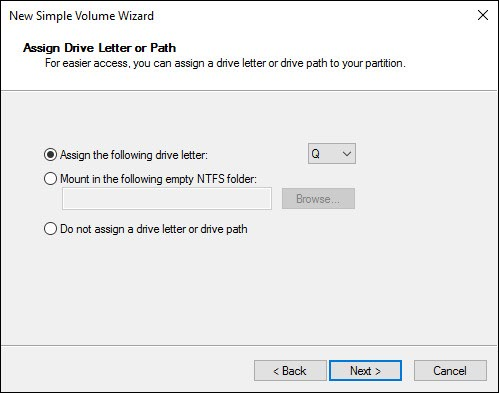 New Simple Volume Wizard
Assign Drive Letter or Path
For easier access, you can assign a drive letter or drive path to your partition.
Assign the following drive letter: Q
Mount in the following empty NTFS folder:
Browse...
Do not assign a drive letter or drive path
< Back Next > Cancel